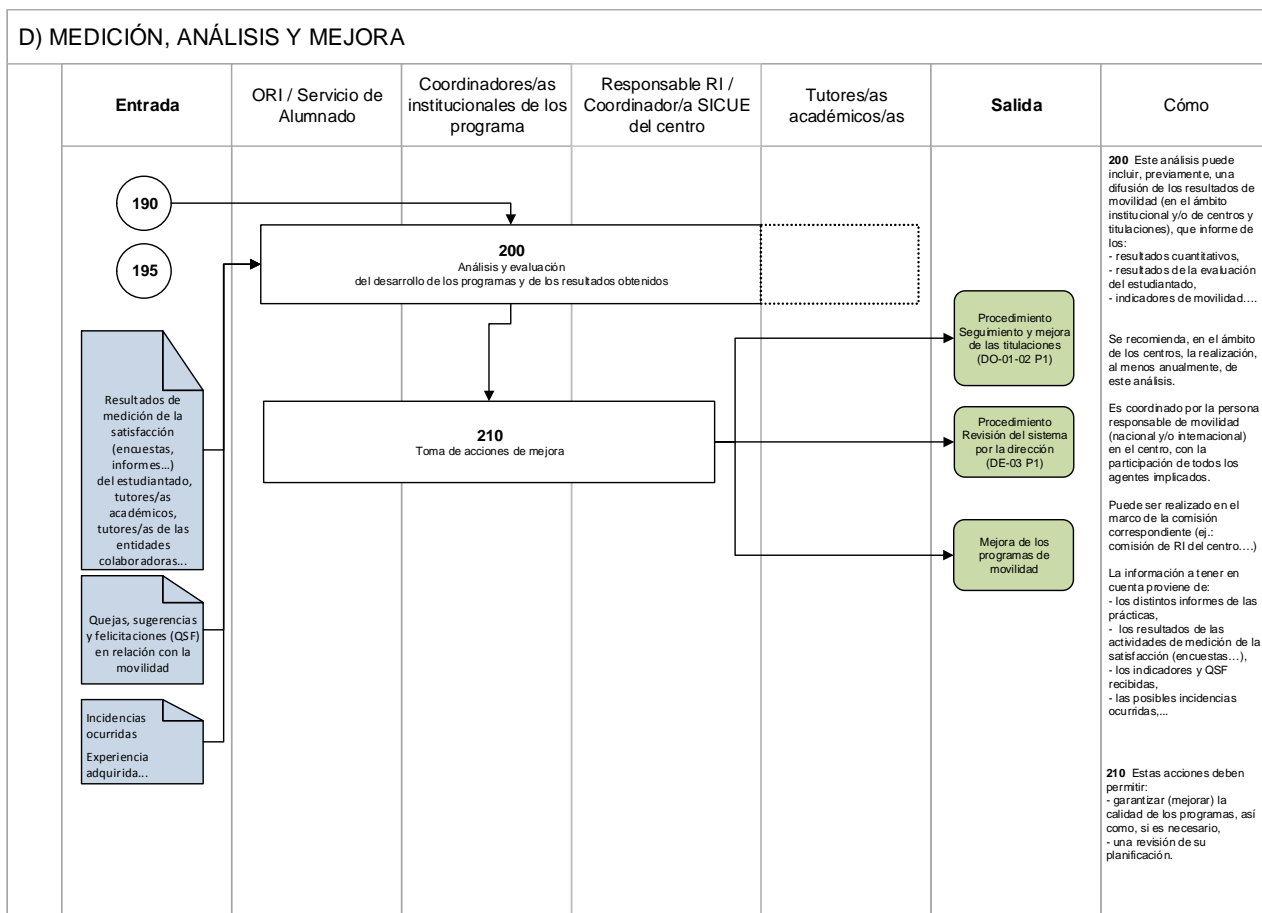 D) MEDICIÓN, ANÁLISIS Y MEJORA
Entrada
ORI / Servicio de
Alumnado
Coordinadores/as
institucionales de los
programa
Responsable RI /
Coordinador/a SICUE
del centro
Tutores/as
académicos/as
Salida
Cómo
190
195
200
Análisis y evaluación
del desarrollo de los programas y de los resultados obtenidos
Resultados de
medición de la
satisfacción
(encuestas,
informes...)
del estudiantado,
tutores/as
académicos,
tutores/as de las
entidades
colaboradoras...
Quejas, sugerencias
y felicitaciones (QSF)
en relación con la
movilidad
Incidencias
ocurridas
Experiencia
adquirida...
210
Toma de acciones de mejora
Procedimiento
Seguimiento y mejora
de las titulaciones
(DO-01-02 P1)
Procedimiento
Revisión del sistema
por la dirección
(DE-03 P1)
Mejora de los
programas de
movilidad
200 Este análisis puede
incluir, previamente, una
difusión de los resultados de
movilidad (en el ámbito
institucional y/o de centros y
titulaciones), que informe de
los:
- resultados cuantitativos,
- resultados de la evaluación
del estudiantado,
- indicadores de movilidad....
Se recomienda, en el ámbito
de los centros, la realización,
al menos anualmente, de
este análisis.
Es coordinado por la persona
responsable de movilidad
(nacional y/o internacional)
en el centro, con la
participación de todos los
agentes implicados.
Puede ser realizado en el
marco de la comisión
correspondiente (ej.:
comisión de RI del centro....)
La información a tener en
cuenta proviene de:
- los distintos informes de las
prácticas,
- los resultados de las
actividades de medición de la
satisfacción (encuestas...),
- los indicadores y QSF
recibidas,
- las posibles incidencias
ocurridas,...
210 Estas acciones deben
permitir:
- garantizar (mejorar) la
calidad de los programas, así
como, si es necesario,
- una revisión de su
planificación.